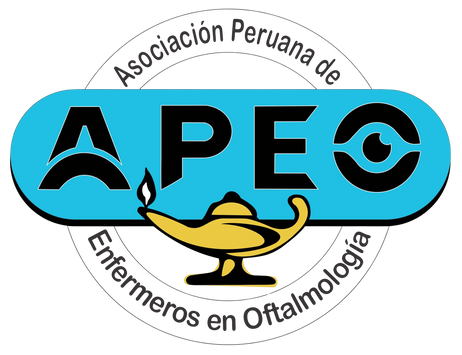 Asociación Peruana de
APEO
Enfermeros en Oftalmología